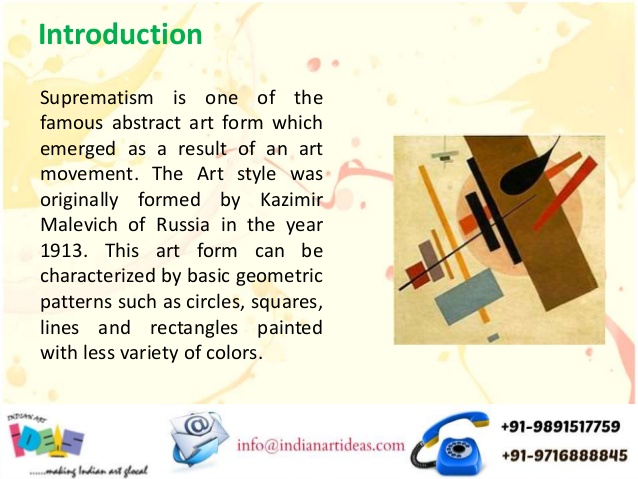 Introduction
Suprematism is one of the
famous abstract art form which
emerged as a result of an art
movement. The Art style was
originally formed by Kazimir
Malevich of Russia in the year
1913. This art form can be
characterized by basic geometric
patterns such as circles, squares,
lines and rectangles painted
with less variety of colors.
INDIAN ART
IDEAS
......making Indian art glocal
@
info@indianartideas.com
+91-9891517759
+91-9716888845